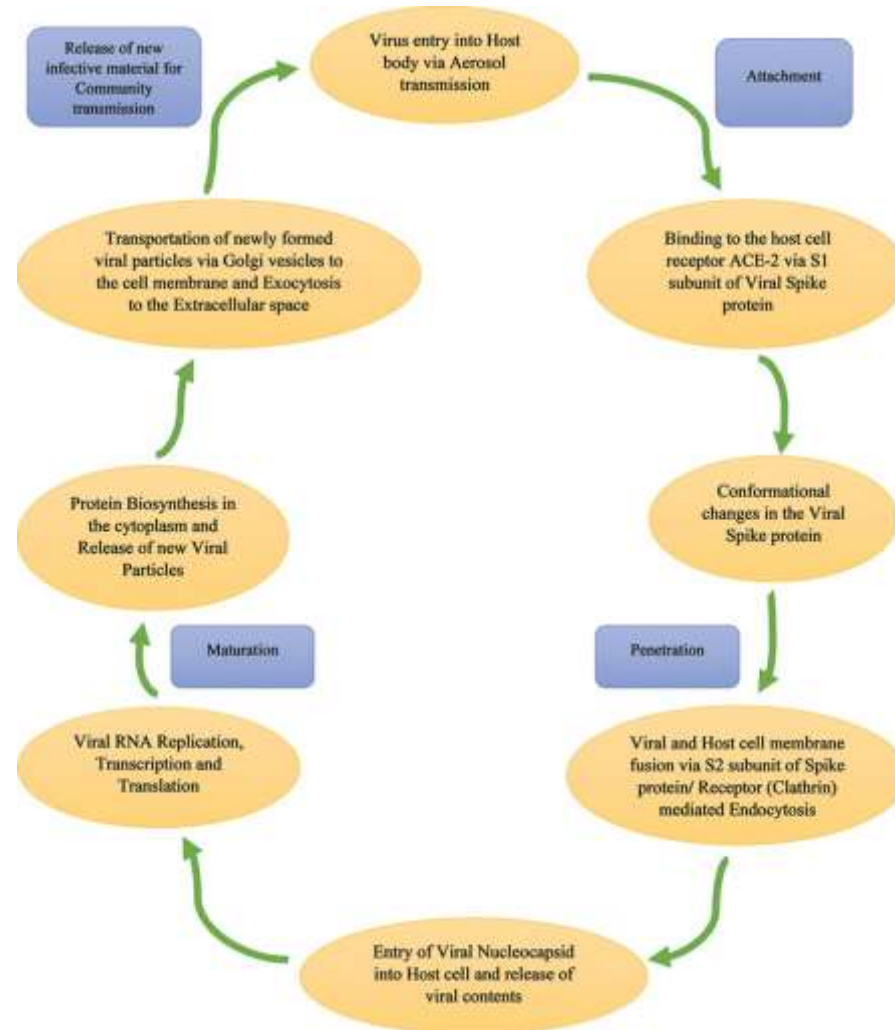 Release of new
infective material for
Community
transmission
Virus entry into Host
body via Aerosol
transmission
Attachment
Transportation of newly formed
viral particles via Golgi vesicles to
the cell membrane and Exocytosis
to the Extracellular space
Binding to the host cell
receptor ACE-2 via S1
subunit of Viral Spike
protein
Protein Biosynthesis in
the cytoplasm and
Release of new Viral
Particles
Conformational
changes in the Viral
Spike protein
Maturation
Penetration
Viral RNA Replication,
Transcription and
Translation
Viral and Host cell membrane
fusion via S2 subunit of Spike
protein/ Receptor (Clathrin)
mediated Endocytosis
Entry of Viral Nucleocapsid
into Host cell and release of
viral contents